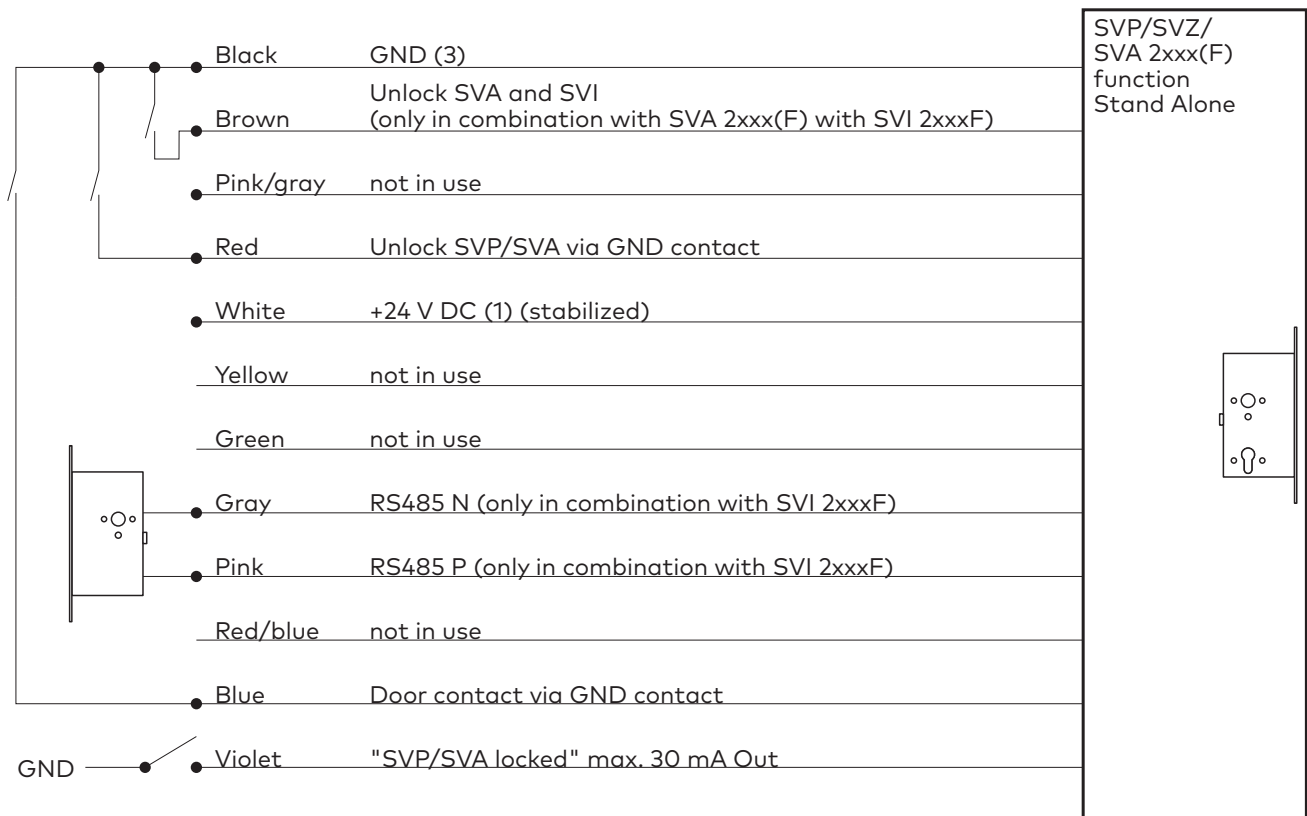 SVP/SVZ/
SVA 2xxx(F)
function
Stand Alone
Black GND (3)
Unlock SVA and SVI
Brown (only in combination with SVA 2xxx(F) with SVI 2xxxF)
Pink/gray not in use
Red Unlock SVP/SVA via GND contact
White +24 V DC (1) (stabilized)
Yellow not in use
Green not in use
Gray RS485 N (only in combination with SVI 2xxxF)
Pink RS485 P (only in combination with SVI 2xxxF)
Red/blue not in use
Blue Door contact via GND contact
GND Violet "SVP/SVA locked" max. 30 mA Out